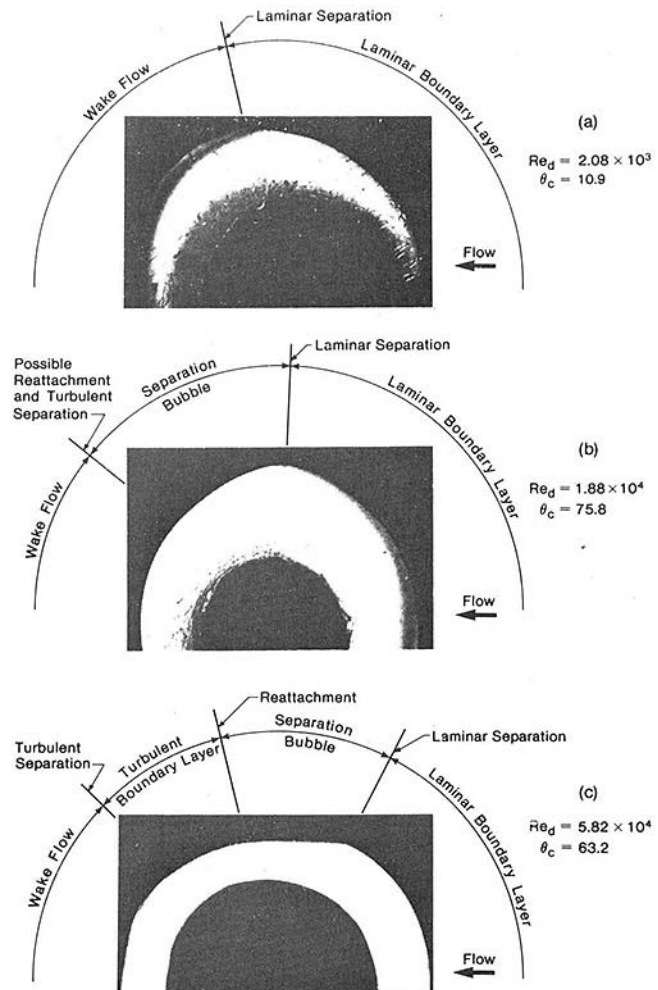 Laminar Separation
Wake Flow
Laminar Boundary
Layer
(a)
Re_d = 2.08 × 10³
θ_c = 10.9
Flow
Possible
Reattachment
and Turbulent
Separation
Separation
Bubble
Laminar Separation
Laminar Boundary
Layer
Wake Flow
(b)
Re_d = 1.88 × 10⁴
θ_c = 75.8
Flow
Reattachment
Turbulent
Separation
Turbulent
Boundary Layer
Separation
Bubble
Laminar Separation
Laminar Boundary
Layer
Wake Flow
(c)
Re_d = 5.82 × 10⁴
θ_c = 63.2
Flow